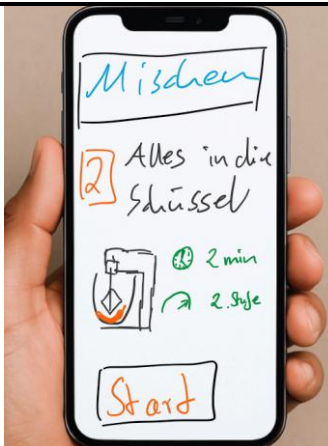 Mischen
2 Alles in die
Schüssel
2 min
2. Stufe
Start